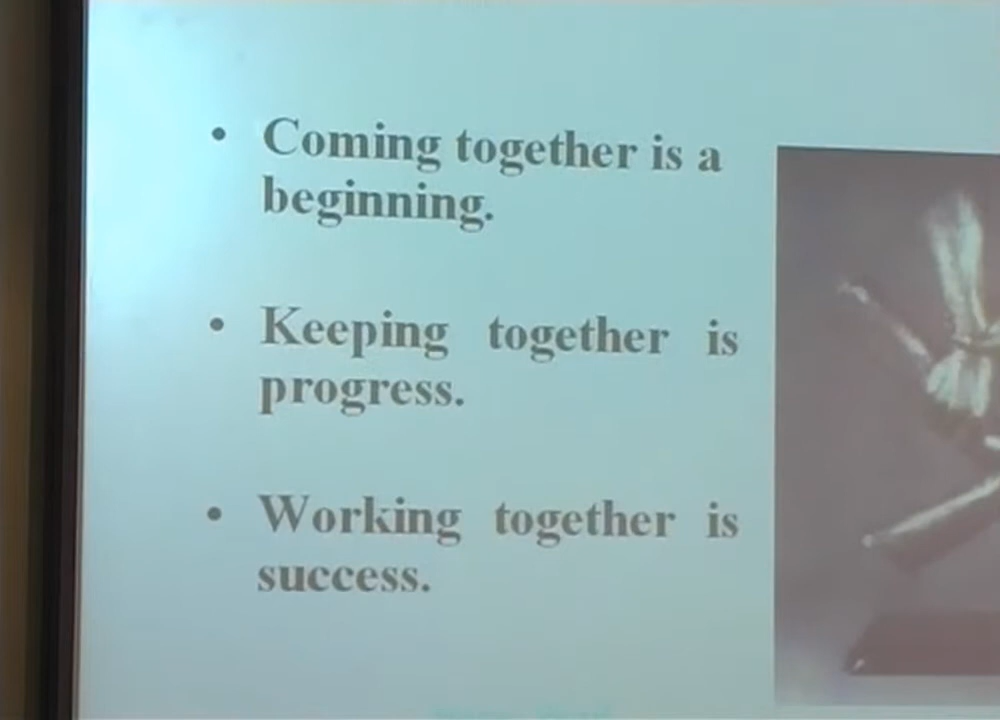 • Coming together is a
beginning.
• Keeping together is
progress.
• Working together is
success.